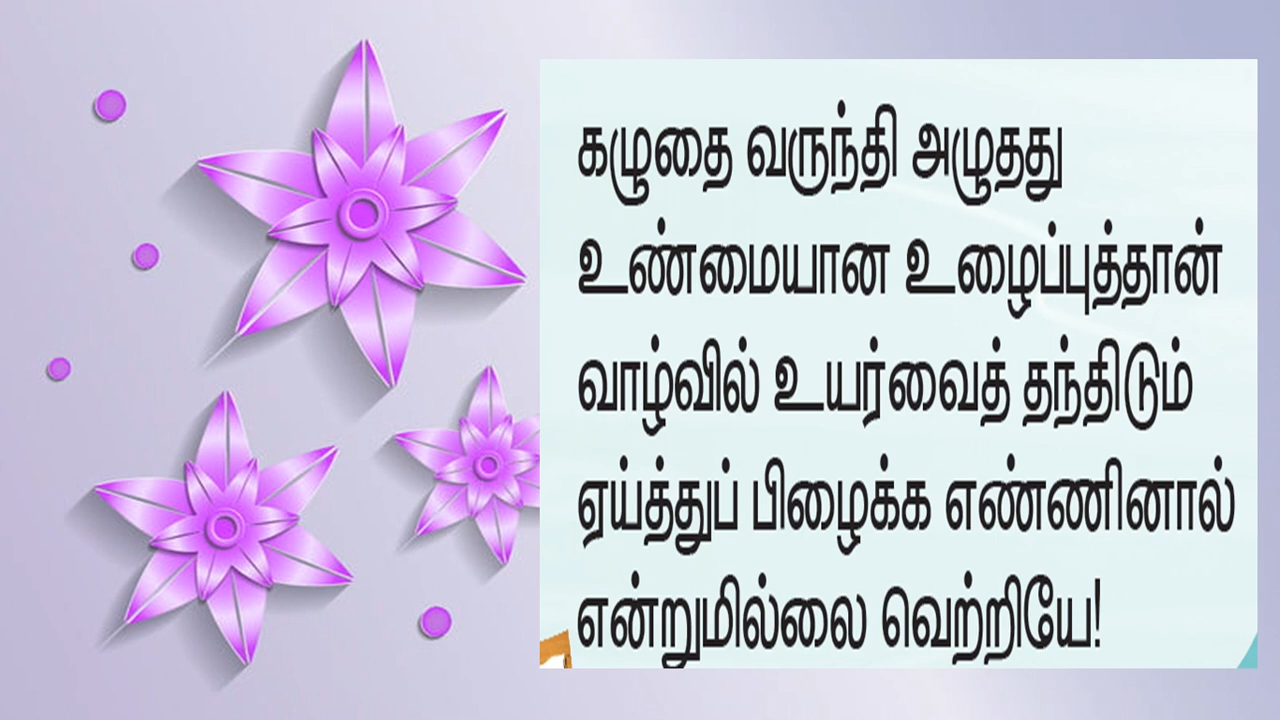 கழுதை வருந்தி அழுதது
உண்மையான உழைப்புத்தான்
வாழ்வில் உயர்வைத் தந்திடும்
ஏய்த்துப் பிழைக்க எண்ணினால்
என்றுமில்லை வெற்றியே!